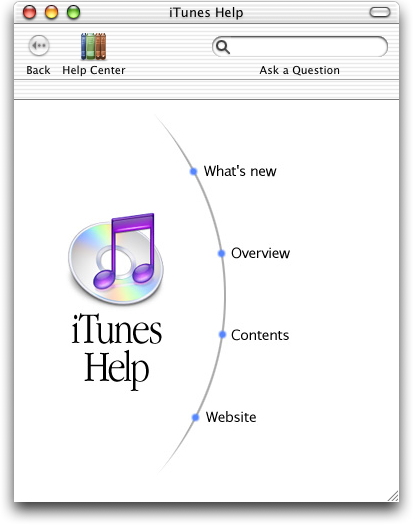 iTunes Help
Back Help Center Ask a Question
What's new
Overview
Contents
iTunes
Help
Website